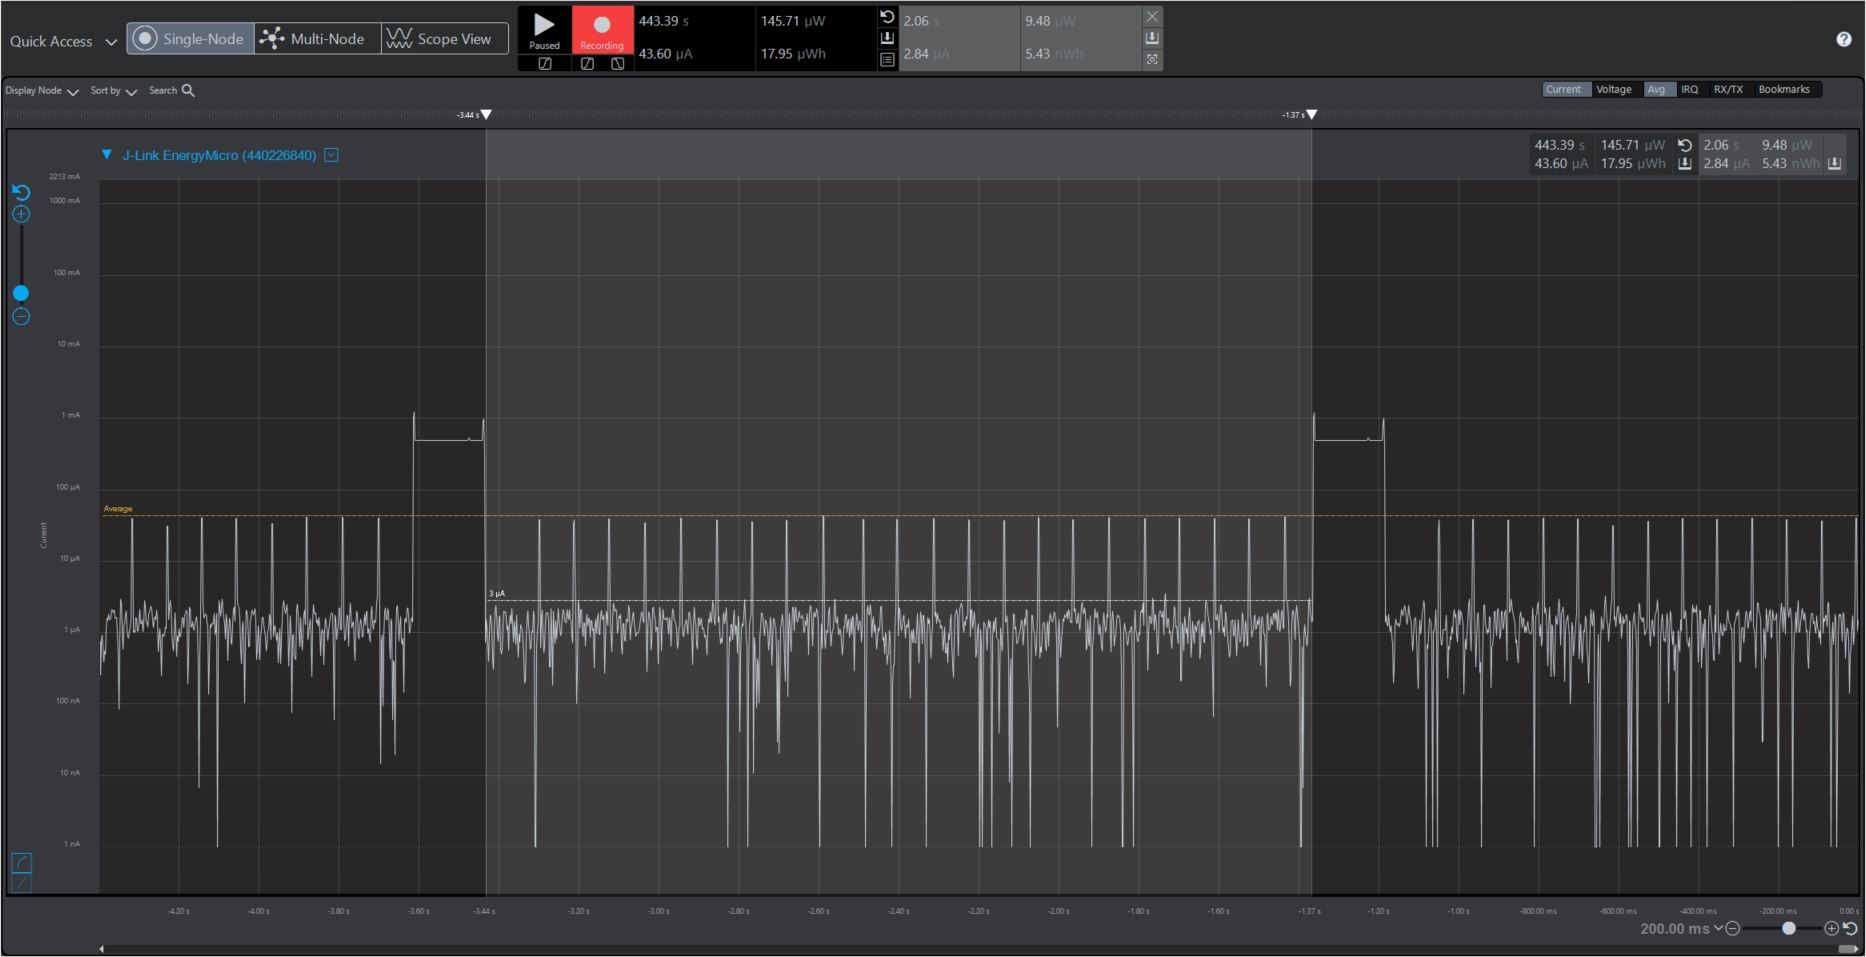 Quick Access
Single-Node
Multi-Node
Scope View
Paused
Recording
443.39 s
43.60 µA
145.71 µW
17.95 µWh
2.06 s
2.84 µA
9.48 µW
5.43 nWh
Display Node
Sort by
Search
Current
Voltage
Avg
IRQ
RX/TX
Bookmarks
-3.44 s
-1.37 s
J-Link EnergyMicro (440226840)
443.39 s 145.71 µW
43.60 µA 17.95 µWh
2.06 s 9.48 µW
2.84 µA 5.43 nWh
2213 mA
1000 mA
100 mA
10 mA
1 mA
100 µA
Average
10 µA
3 µA
1 µA
100 nA
10 nA
1 nA
Current
-4.20 s -4.00 s -3.80 s -3.60 s -3.44 s -3.20 s -3.00 s -2.80 s -2.60 s -2.40 s -2.20 s -2.00 s -1.80 s -1.60 s -1.37 s -1.20 s -1.00 s -800.00 ms -600.00 ms -400.00 ms -200.00 ms 0.00 s
200.00 ms